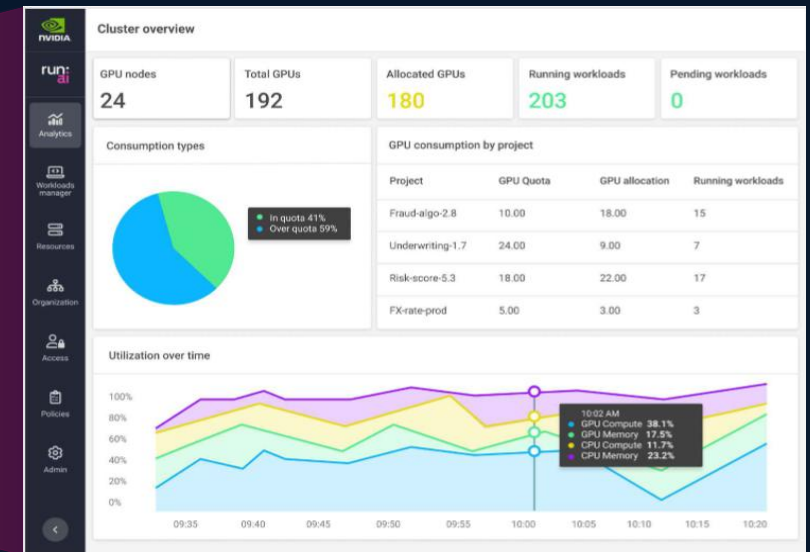 NVIDIA
Cluster overview
run:
ai
GPU nodes
24
Total GPUs
192
Allocated GPUs
180
Running workloads
203
Pending workloads
0
Analytics
Workloads
manager
Resources
Organization
Access
Policies
Admin
Consumption types
In quota 41%
Over quota 59%
GPU consumption by project
Project GPU Quota GPU allocation Running workloads
Fraud-algo-2.8 10.00 18.00 15
Underwriting-1.7 24.00 9.00 7
Risk-score-5.3 18.00 22.00 17
FX-rate-prod 5.00 3.00 3
Utilization over time
100%
80%
60%
40%
20%
0%
10:02 AM
GPU Compute 38.1%
GPU Memory 17.5%
CPU Compute 11.7%
CPU Memory 23.2%
09:35 09:40 09:45 09:50 09:55 10:00 10:05 10:10 10:15 10:20